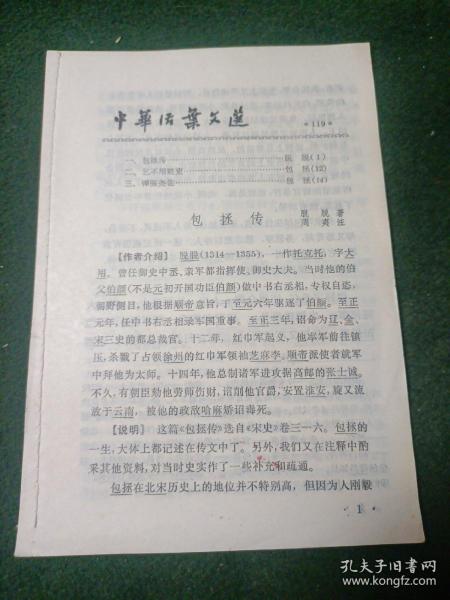 中華活葉文選
•119•
一、包拯传……脱脱(1)
二、乞不用赃吏……包拯(12)
三、弹张尧佐……包拯(14)
包拯传
脱脱著
周夷注
【作者介绍】脱脱(1314—1355),一作托克托,字大
用。曾任御史中丞、亲军都指挥使、御史大夫。当时他的伯
父伯颜(不是元初开国功臣伯颜)做中书右丞相,专权自恣,
朝野侧目,他根据顺帝意旨,于至元六年驱逐了伯颜。至正
元年,任中书右丞相录军国重事。至正三年,诏命为辽、金、
宋三史的都总裁官。十二年,红巾军起义,他率军前往镇
压,杀戮了占领徐州的红巾军领袖芝麻李。顺帝派使者就军
中拜他为太师。十四年,他总制诸军进攻据高邮的张士诚。
不久,有朝臣劾他劳师伤财,诏削他官爵,安置淮安,旋又流
放于云南,被他的政敌哈麻矫诏毒死。
【说明】这篇《包拯传》选自《宋史》卷三一六。包拯的
一生,大体上都记述在传文中了。另外,我们又在注释中酌
采其他资料,对当时史实作了一些补充和疏通。
包拯在北宋历史上的地位并不特别高,但因为人刚毅
•1•
孔夫子旧书网
www.kongfz.com